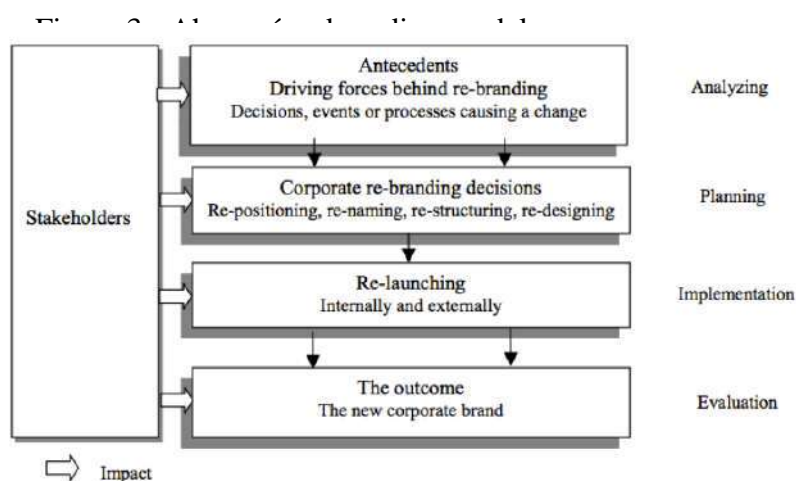 Antecedents
Driving forces behind re-branding
Decisions, events or processes causing a change
Analyzing
Corporate re-branding decisions
Re-positioning, re-naming, re-structuring, re-designing
Planning
Stakeholders
Re-launching
Internally and externally
Implementation
The outcome
The new corporate brand
Evaluation
Impact